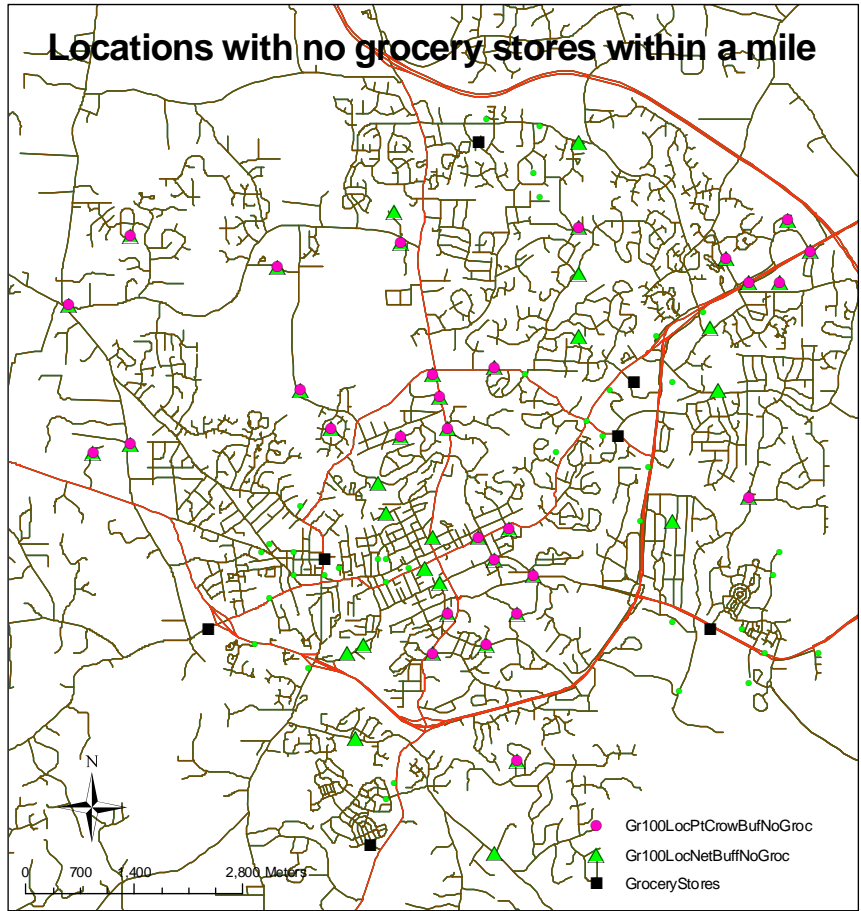 Locations with no grocery stores within a mile
N
Gr100LocPtCrowBufNoGroc
Gr100LocNetBuffNoGroc
GroceryStores
0 700 1,400 2,800 Meters